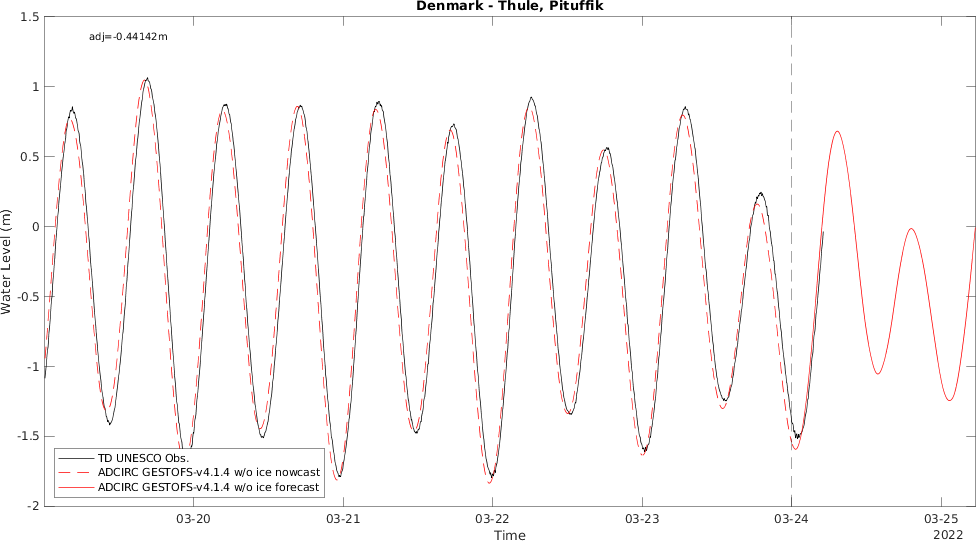 Denmark - Thule, Pituffik
adj=-0.44142m
1.5
1
0.5
0
-0.5
-1
-1.5
-2
Water Level (m)
TD UNESCO Obs.
ADCIRC GESTOFS-v4.1.4 w/o ice nowcast
ADCIRC GESTOFS-v4.1.4 w/o ice forecast
03-20 03-21 03-22 03-23 03-24 03-25
Time
2022